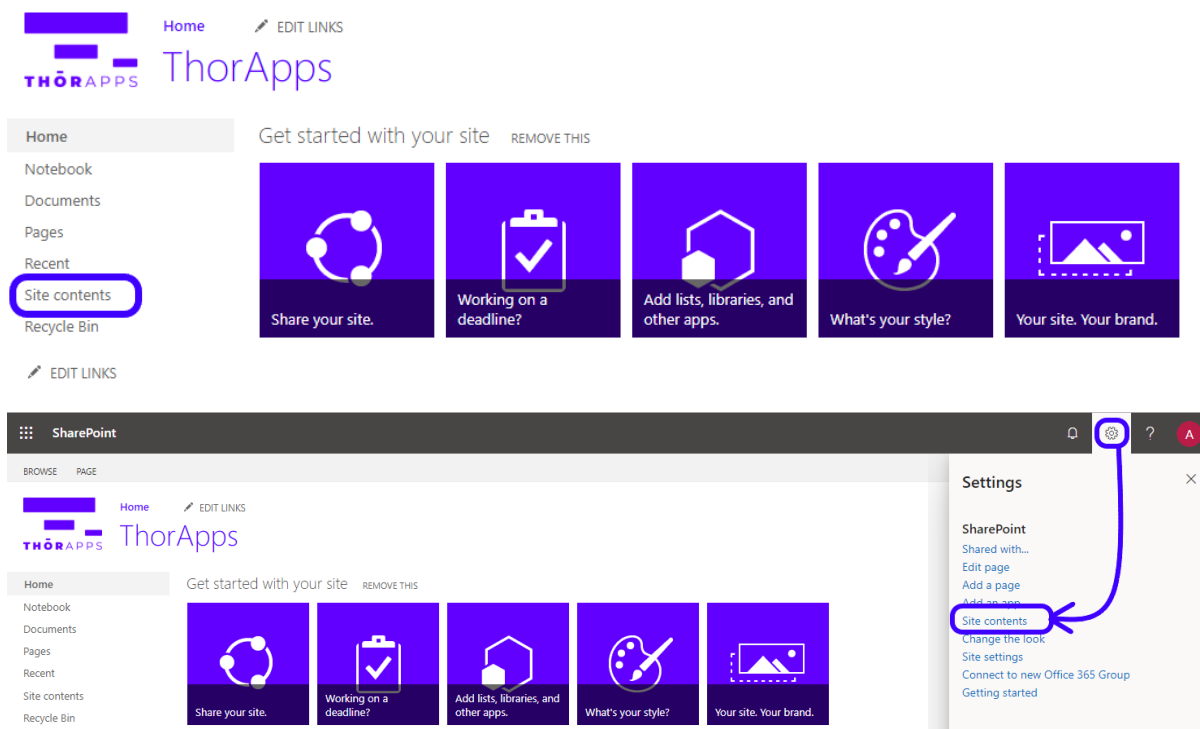 Home
EDIT LINKS
ThorApps
THŌRAPPS
Home
Notebook
Documents
Pages
Recent
Site contents
Recycle Bin
EDIT LINKS
Get started with your site
REMOVE THIS
Share your site.
Working on a
deadline?
Add lists, libraries, and
other apps.
What's your style?
Your site. Your brand.
SharePoint
?
A
BROWSE
PAGE
Home
EDIT LINKS
ThorApps
THŌRAPPS
Home
Notebook
Documents
Pages
Recent
Site contents
Recycle Bin
Get started with your site
REMOVE THIS
Share your site.
Working on a
deadline?
Add lists, libraries, and
other apps.
What's your style?
Your site. Your brand.
Settings
SharePoint
Shared with...
Edit page
Add a page
Add an app
Site contents
Change the look
Site settings
Connect to new Office 365 Group
Getting started